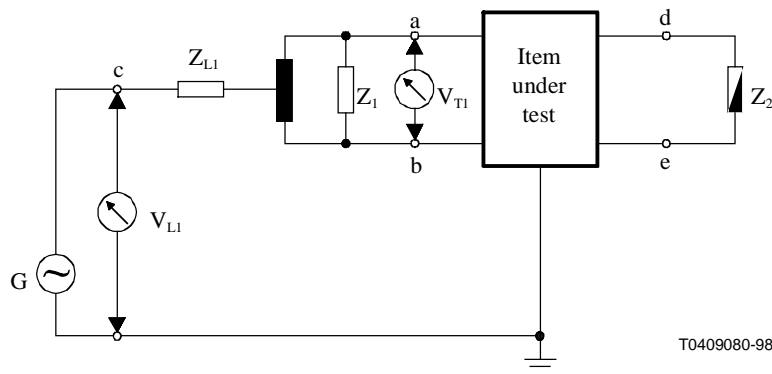 a
d
c
Z_L1
Z_1
V_T1
Item
under
test
Z_2
b
e
V_L1
G
T0409080-98